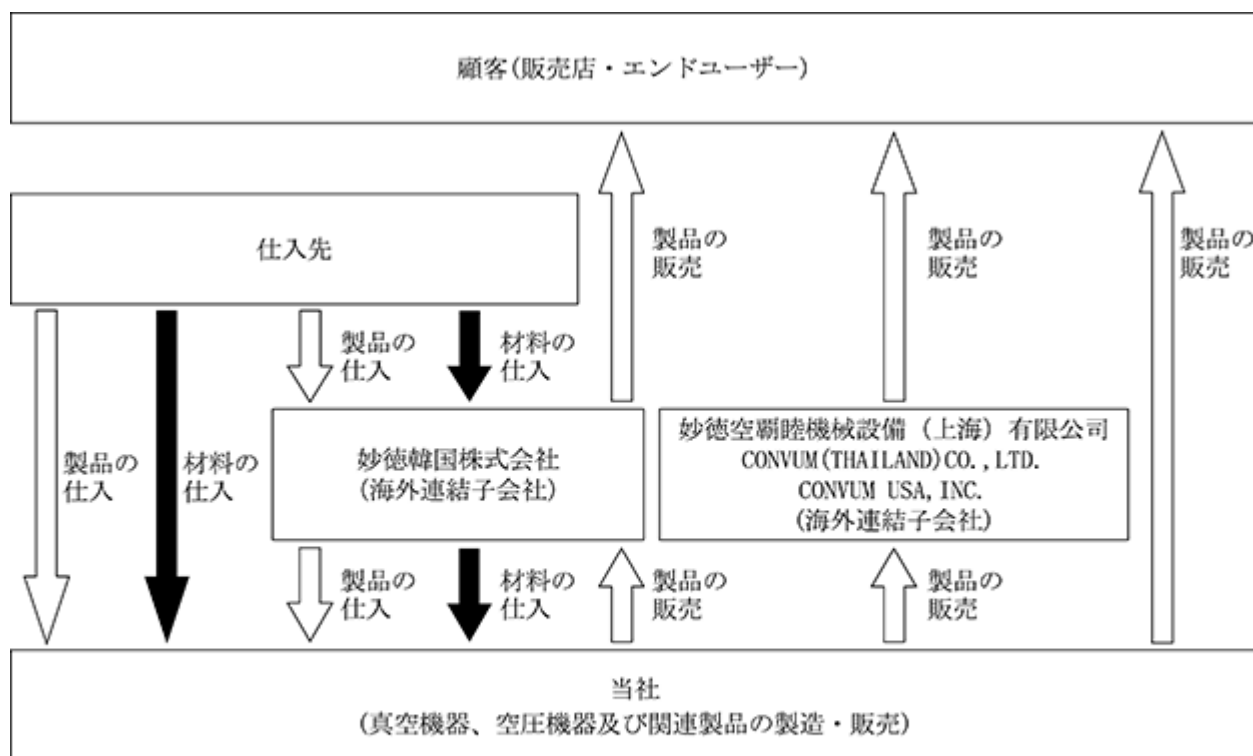 顧客(販売店・エンドユーザー)
仕入先
製品の
販売
製品の
販売
製品の
販売
製品の
仕入
材料の
仕入
製品の
仕入
材料の
仕入
妙徳韓国株式会社
(海外連結子会社)
妙徳空覇睦機械設備（上海）有限公司
CONVUM(THAILAND)CO.,LTD.
CONVUM USA,INC.
(海外連結子会社)
製品の
仕入
材料の
仕入
製品の
販売
製品の
販売
当社
(真空機器、空圧機器及び関連製品の製造・販売)